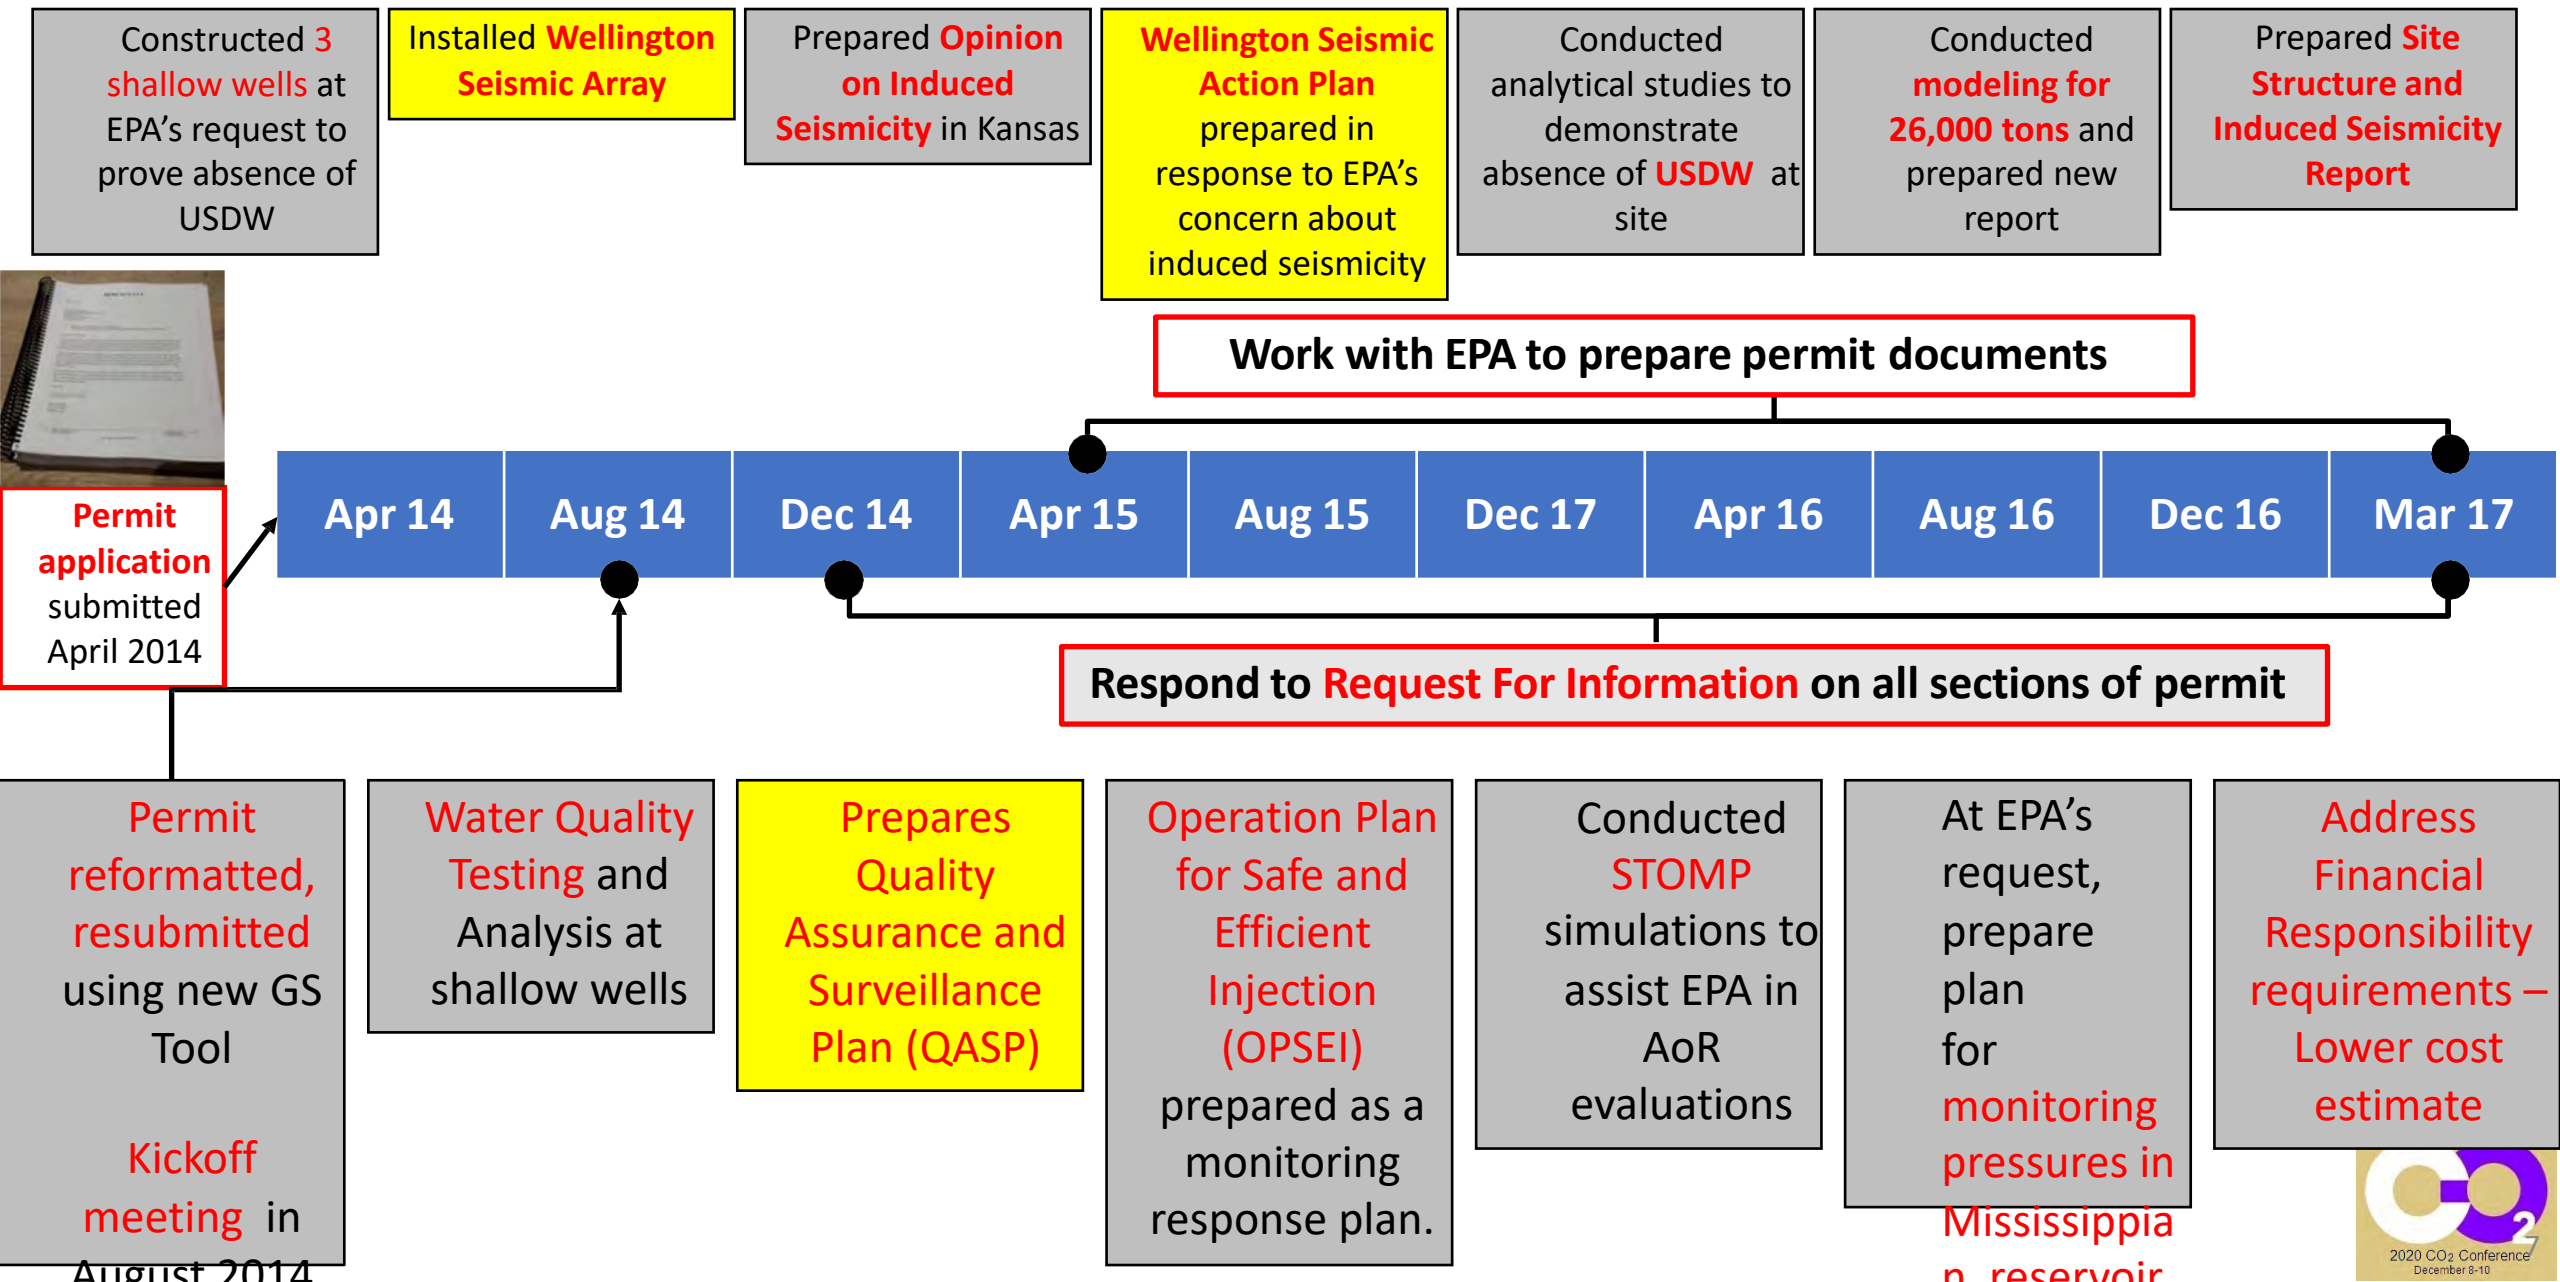 Constructed 3
shallow wells at
EPA’s request to
prove absence of
USDW
Installed Wellington
Seismic Array
Prepared Opinion
on Induced
Seismicity in Kansas
Wellington Seismic
Action Plan
prepared in
response to EPA’s
concern about
induced seismicity
Conducted
analytical studies to
demonstrate
absence of USDW at
site
Conducted
modeling for
26,000 tons and
prepared new
report
Prepared Site
Structure and
Induced Seismicity
Report
Work with EPA to prepare permit documents
Permit
application
submitted
April 2014
Apr 14
Aug 14
Dec 14
Apr 15
Aug 15
Dec 17
Apr 16
Aug 16
Dec 16
Mar 17
Respond to Request For Information on all sections of permit
Permit
reformatted,
resubmitted
using new GS
Tool
Kickoff
meeting in
August 2014
Water Quality
Testing and
Analysis at
shallow wells
Prepares
Quality
Assurance and
Surveillance
Plan (QASP)
Operation Plan
for Safe and
Efficient
Injection
(OPSEI)
prepared as a
monitoring
response plan.
Conducted
STOMP
simulations to
assist EPA in
AoR
evaluations
At EPA’s
request,
prepare
plan
for
monitoring
pressures in
Mississippia
n reservoir
Address
Financial
Responsibility
requirements –
Lower cost
estimate
CO2
7
2020 CO2 Conference
December 8-10